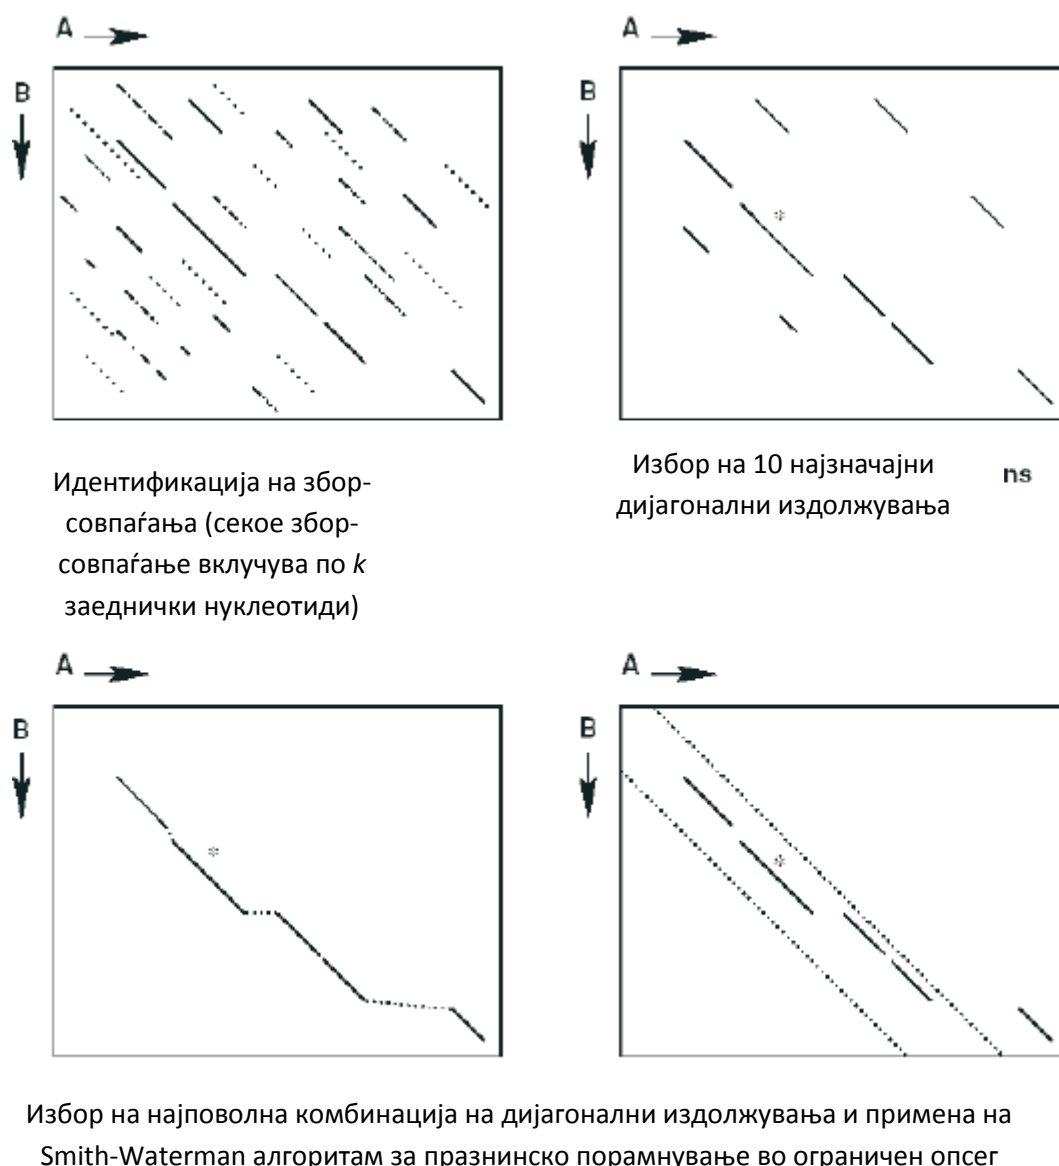 A
A
B
B
Идентификација на збор-
совпаѓања (секое збор-
совпаѓање вклучува по k
заеднички нуклеотиди)
Избор на 10 најзначајни
дијагонални издолжувања
ns
A
A
B
B
Избор на најповолна комбинација на дијагонални издолжувања и примена на
Smith-Waterman алгоритам за празнинско порамнување во ограничен опсег